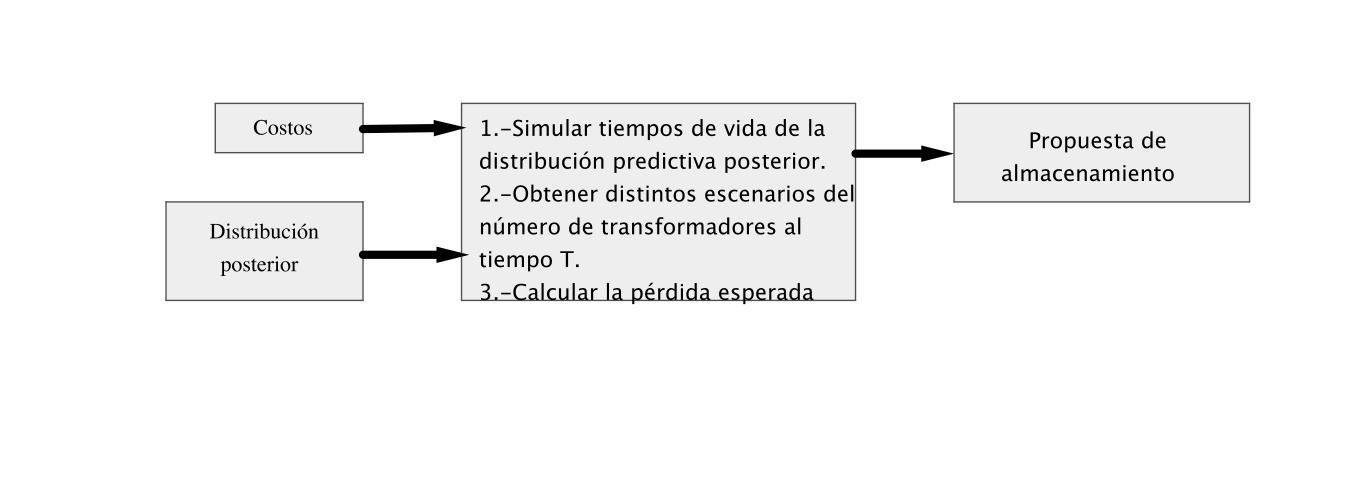 Costos
Distribución
posterior
1.-Simular tiempos de vida de la
distribución predictiva posterior.
2.-Obtener distintos escenarios del
número de transformadores al
tiempo T.
3.-Calcular la pérdida esperada
Propuesta de
almacenamiento